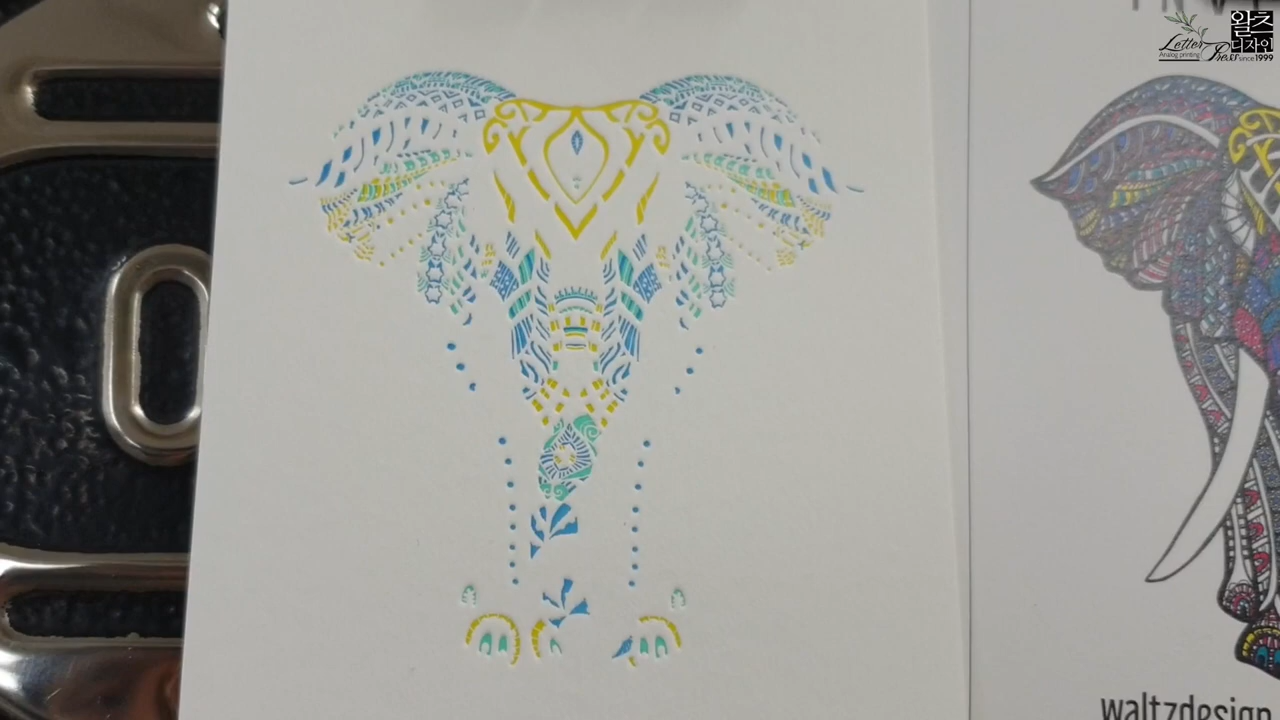 왈츠
디자인
Letter
Press
Analog printing
since 1999
waltzdesign